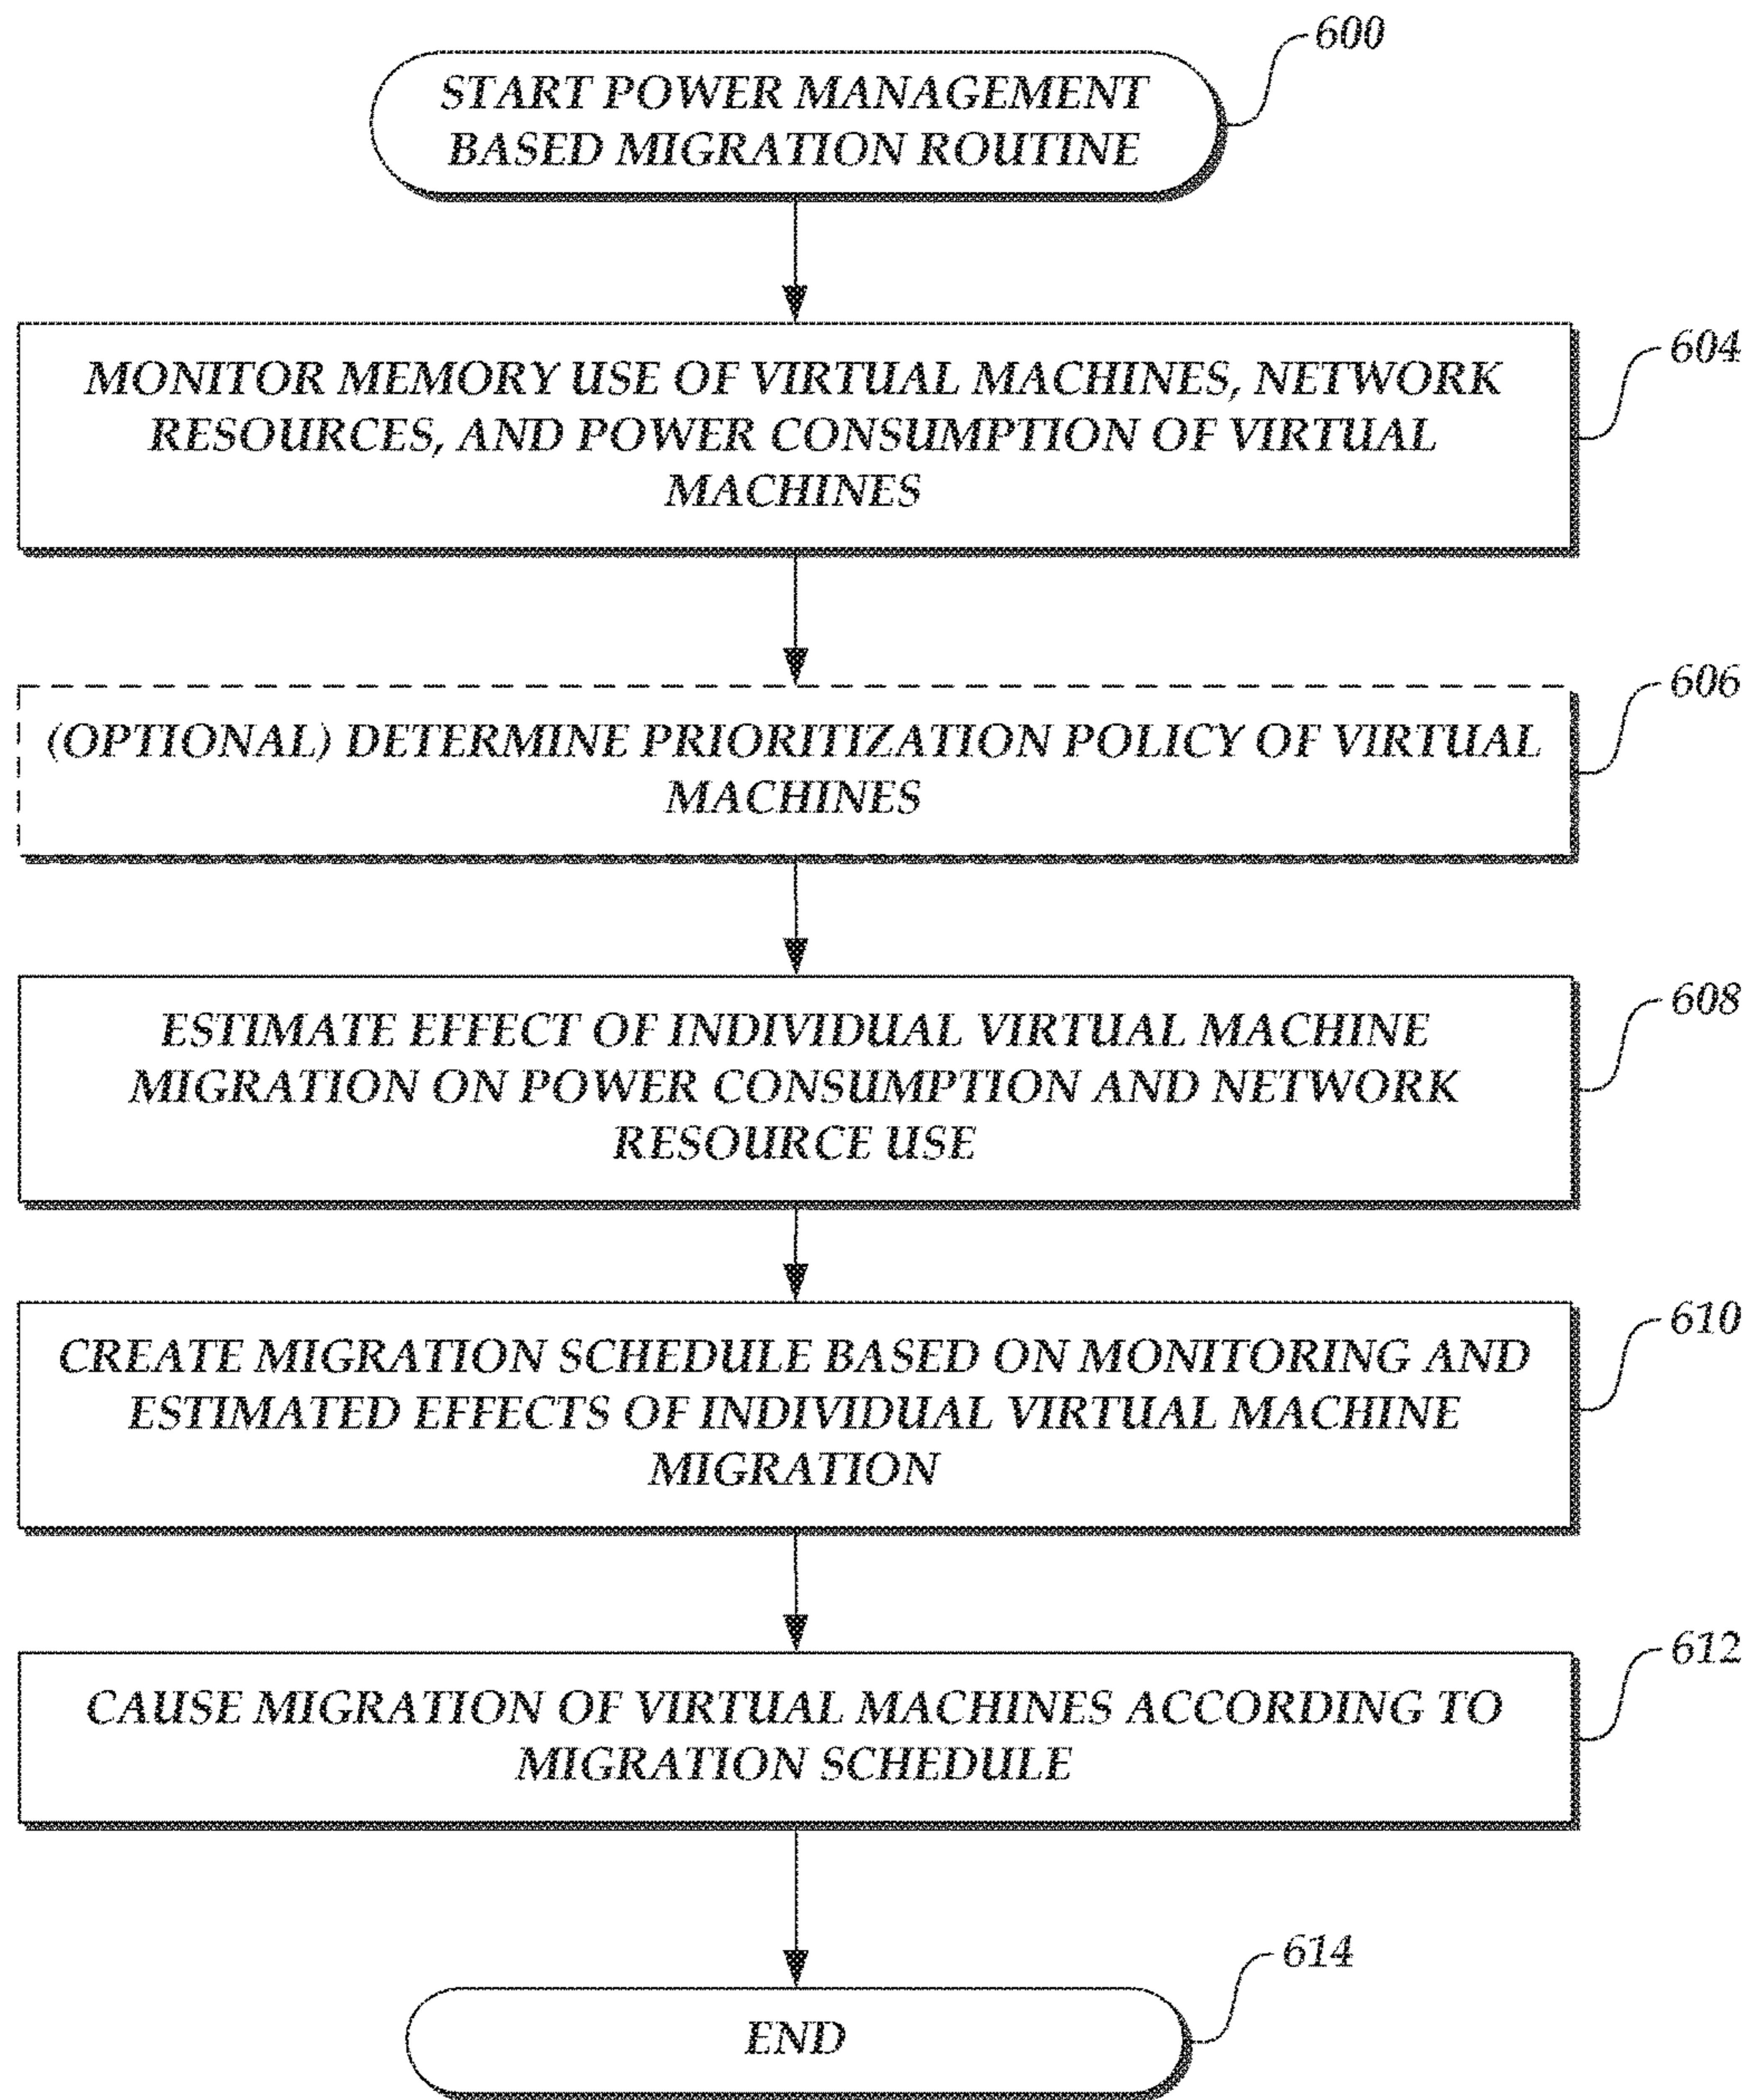 600
START POWER MANAGEMENT
BASED MIGRATION ROUTINE
604
MONITOR MEMORY USE OF VIRTUAL MACHINES, NETWORK
RESOURCES, AND POWER CONSUMPTION OF VIRTUAL
MACHINES
606
(OPTIONAL) DETERMINE PRIORITIZATION POLICY OF VIRTUAL
MACHINES
608
ESTIMATE EFFECT OF INDIVIDUAL VIRTUAL MACHINE
MIGRATION ON POWER CONSUMPTION AND NETWORK
RESOURCE USE
610
CREATE MIGRATION SCHEDULE BASED ON MONITORING AND
ESTIMATED EFFECTS OF INDIVIDUAL VIRTUAL MACHINE
MIGRATION
612
CAUSE MIGRATION OF VIRTUAL MACHINES ACCORDING TO
MIGRATION SCHEDULE
614
END